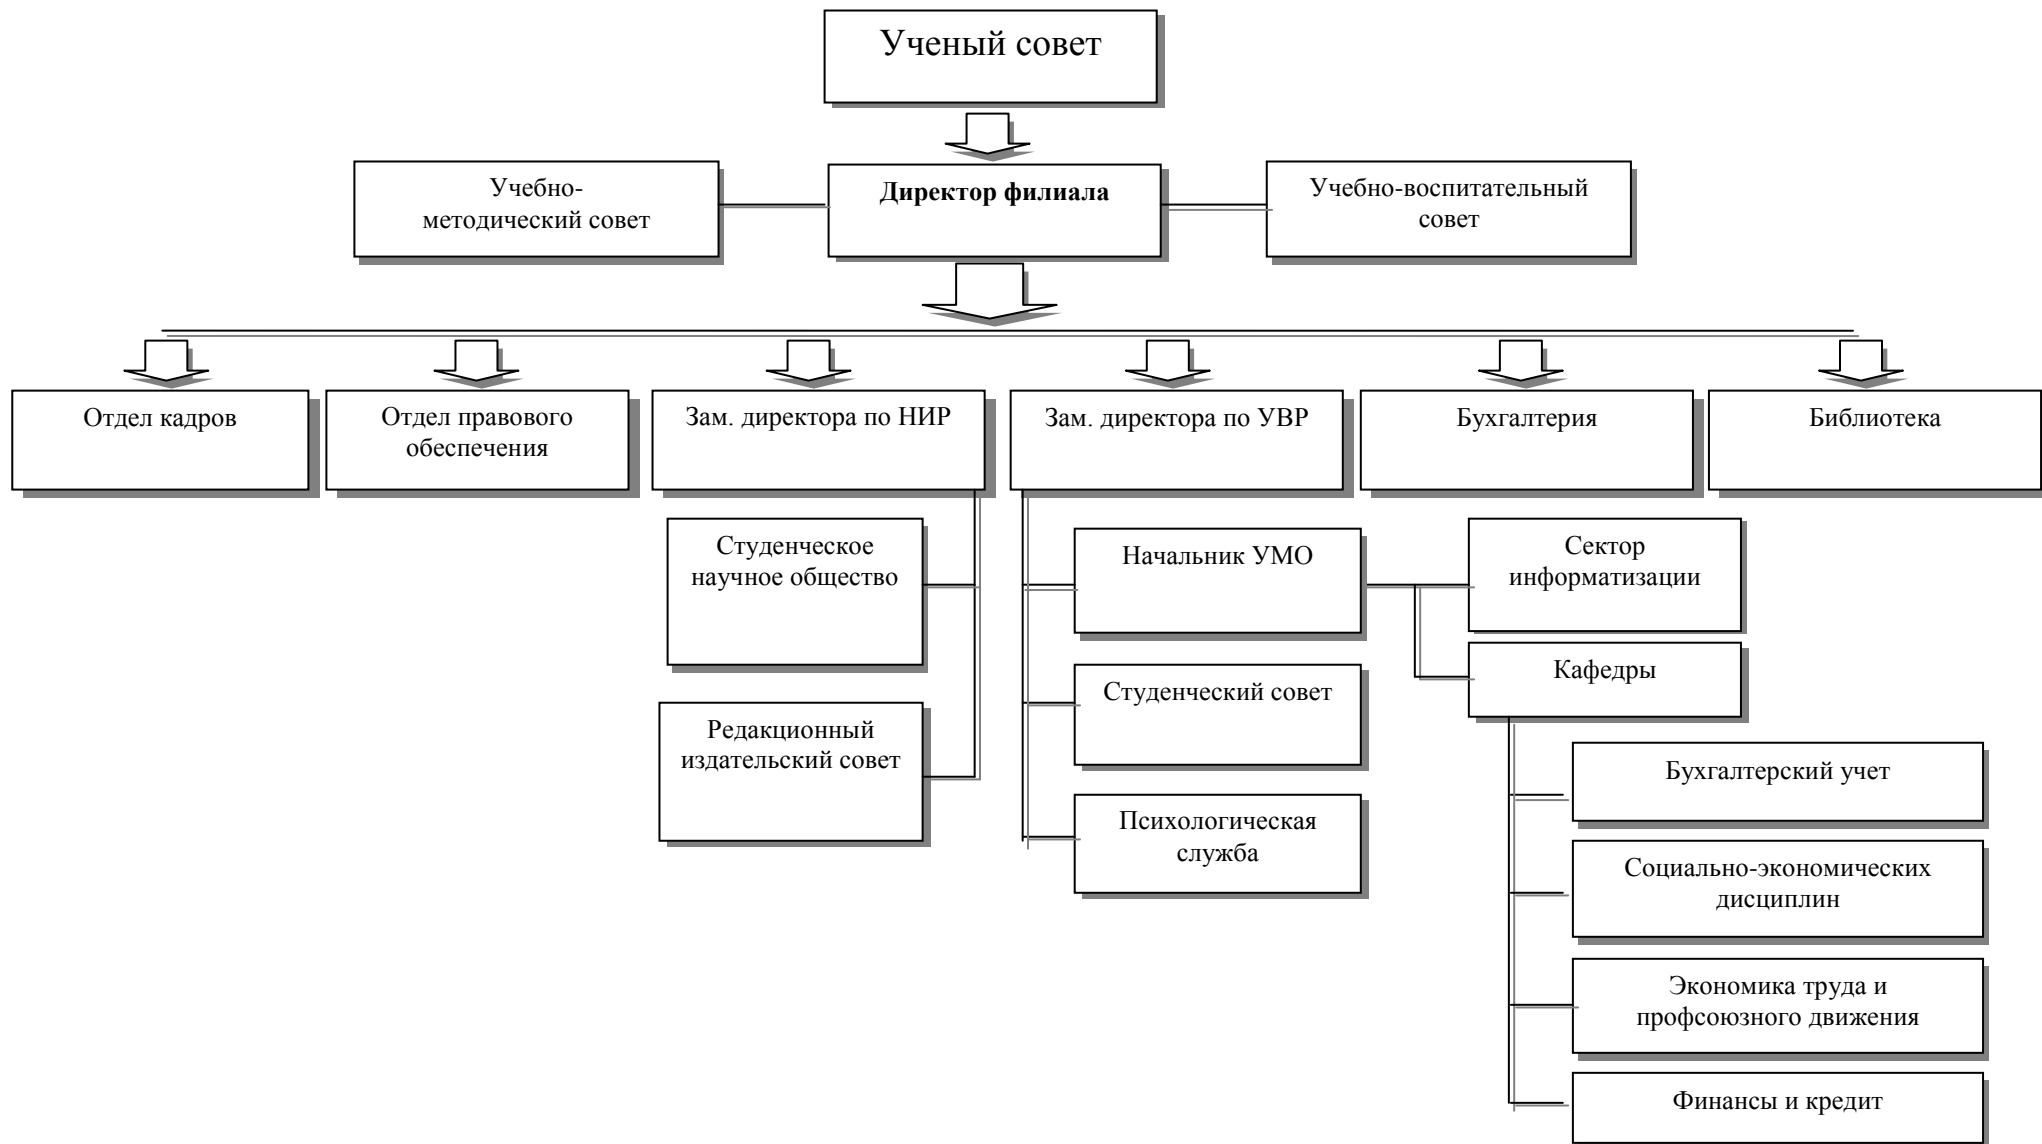 Ученый совет
Учебно-
методический совет
Директор филиала
Учебно-воспитательный
совет
Отдел кадров
Отдел правового
обеспечения
Зам. директора по НИР
Зам. директора по УВР
Бухгалтерия
Библиотека
Студенческое
научное общество
Редакционный
издательский совет
Начальник УМО
Студенческий совет
Психологическая
служба
Сектор
информатизации
Кафедры
Бухгалтерский учет
Социально-экономических
дисциплин
Экономика труда и
профсоюзного движения
Финансы и кредит